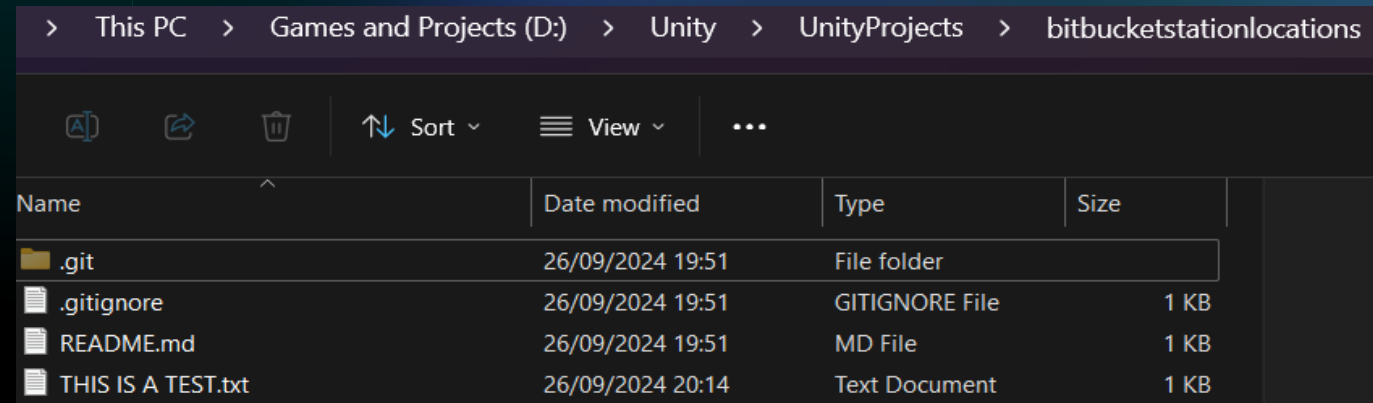 > This PC > Games and Projects (D:) > Unity > UnityProjects > bitbucketstationlocations
A Sort View •••
Name Date modified Type Size
.git 26/09/2024 19:51 File folder
.gitignore 26/09/2024 19:51 GITIGNORE File 1 KB
README.md 26/09/2024 19:51 MD File 1 KB
THIS IS A TEST.txt 26/09/2024 20:14 Text Document 1 KB